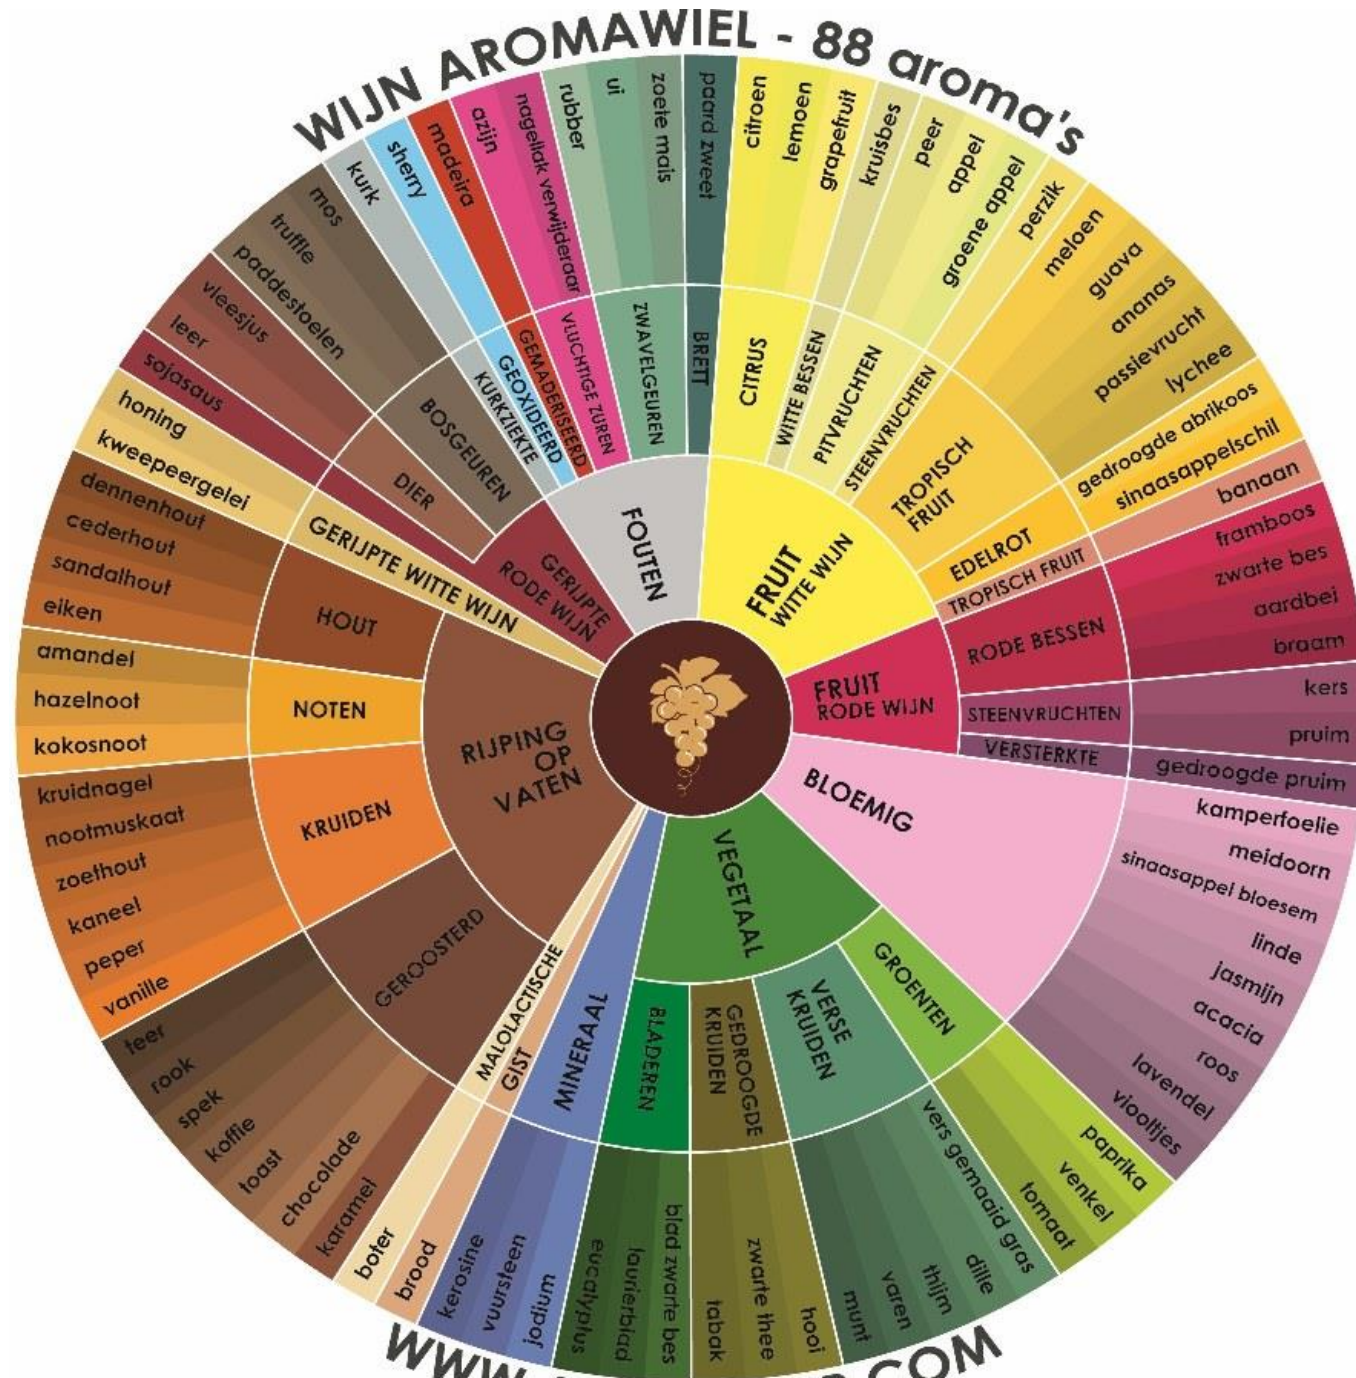 WIJN AROMAWIEL - 88 aroma's
FRUIT
WITTE WIJN
CITRUS
citroen
lemoen
grapefruit
WITTE BESSEN
kruisbes
PITVRUCHTEN
peer
appel
groene appel
STEENVRUCHTEN
perzik
TROPISCH
FRUIT
meloen
guava
ananas
passievrucht
lychee
EDELROT
gedroogde abrikoos
sinaasappelschil
FRUIT
RODE WIJN
TROPISCH FRUIT
banaan
RODE BESSEN
framboos
zwarte bes
aardbei
braam
STEENVRUCHTEN
kers
pruim
VERSTERKTE
gedroogde pruim
BLOEMIG
kamperfoelie
meidoorn
sinaasappel bloesem
linde
jasmijn
acacia
roos
lavendel
viooltjes
VEGETAAL
GROENTEN
paprika
venkel
tomaat
VERSE
KRUIDEN
vers gemaaid gras
dille
thijm
varen
munt
GEDROOGDE
KRUIDEN
hooi
zwarte thee
tabak
BLADEREN
blad zwarte bes
laurierblad
eucalyptus
MINERAAL
jodium
vuursteen
kerosine
GIST
brood
MALOLACTISCHE
boter
RIJPING
OP
VATEN
GEROOSTERD
karamel
chocolade
toast
koffie
spek
rook
teer
KRUIDEN
vanille
peper
kaneel
zoethout
nootmuskaat
kruidnagel
NOTEN
kokosnoot
hazelnoot
amandel
HOUT
eiken
sandalhout
cederhout
dennenhout
GERIJPTE WITTE WIJN
kweepeergelei
honing
GERIJPTE
RODE WIJN
sojasaus
DIER
leer
vleesjus
BOSGEUREN
paddestoelen
truffle
mos
FOUTEN
KURKZIEKTE
kurk
GEOXIDEERD
sherry
GEMADERISEERD
madeira
VLUCHTIGE ZUREN
azijn
nagellak verwijderaar
ZWAVELGEUREN
rubber
ui
zoete mais
BRETT
paard zweet
WWW.
.COM